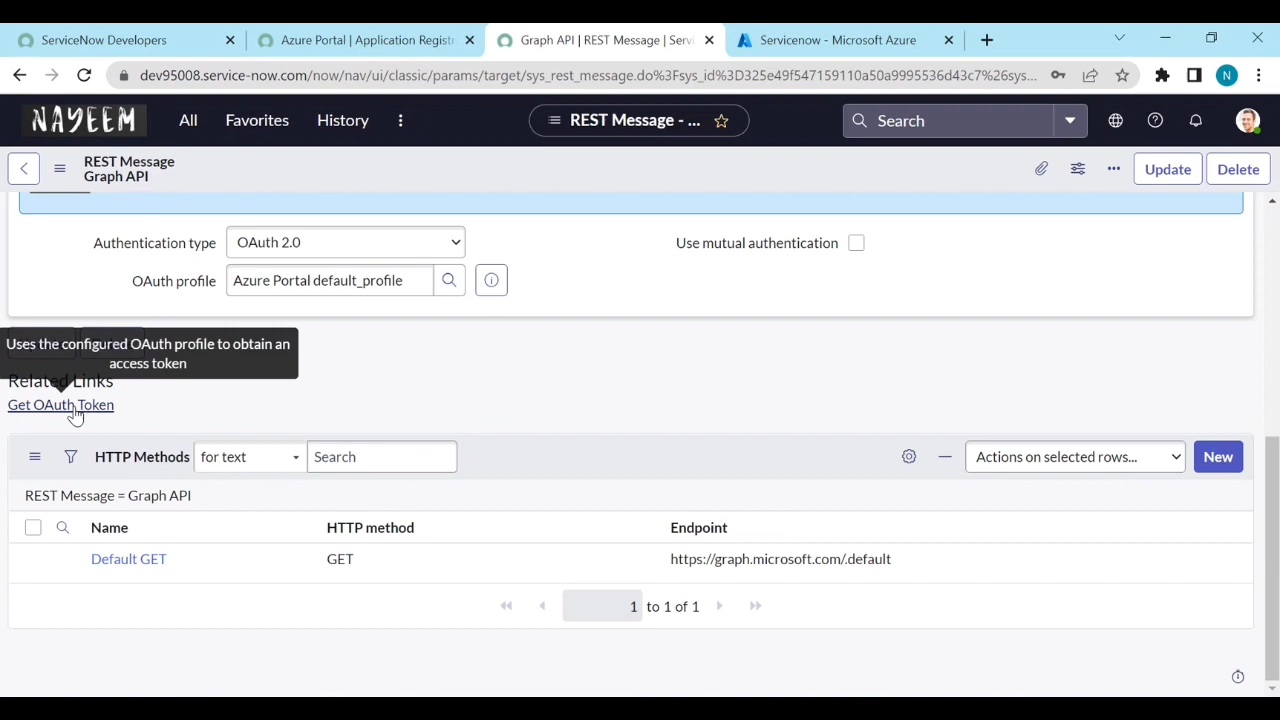 ServiceNow Developers
Azure Portal | Application Registr
Graph API | REST Message | Servi
Servicenow - Microsoft Azure
dev95008.service-now.com/now/nav/ui/classic/params/target/sys_rest_message.do%3Fsys_id%3D325e49f547159110a50a9995536d43c7%26sys...
N
NAYEEM
All
Favorites
History
REST Message - ...
Search
REST Message
Graph API
Update
Delete
Authentication type
OAuth 2.0
Use mutual authentication
OAuth profile
Azure Portal default_profile
Uses the configured OAuth profile to obtain an
access token
Related Links
Get OAuth Token
HTTP Methods
for text
Search
Actions on selected rows...
New
REST Message = Graph API
Name
HTTP method
Endpoint
Default GET
GET
https://graph.microsoft.com/.default
1 to 1 of 1